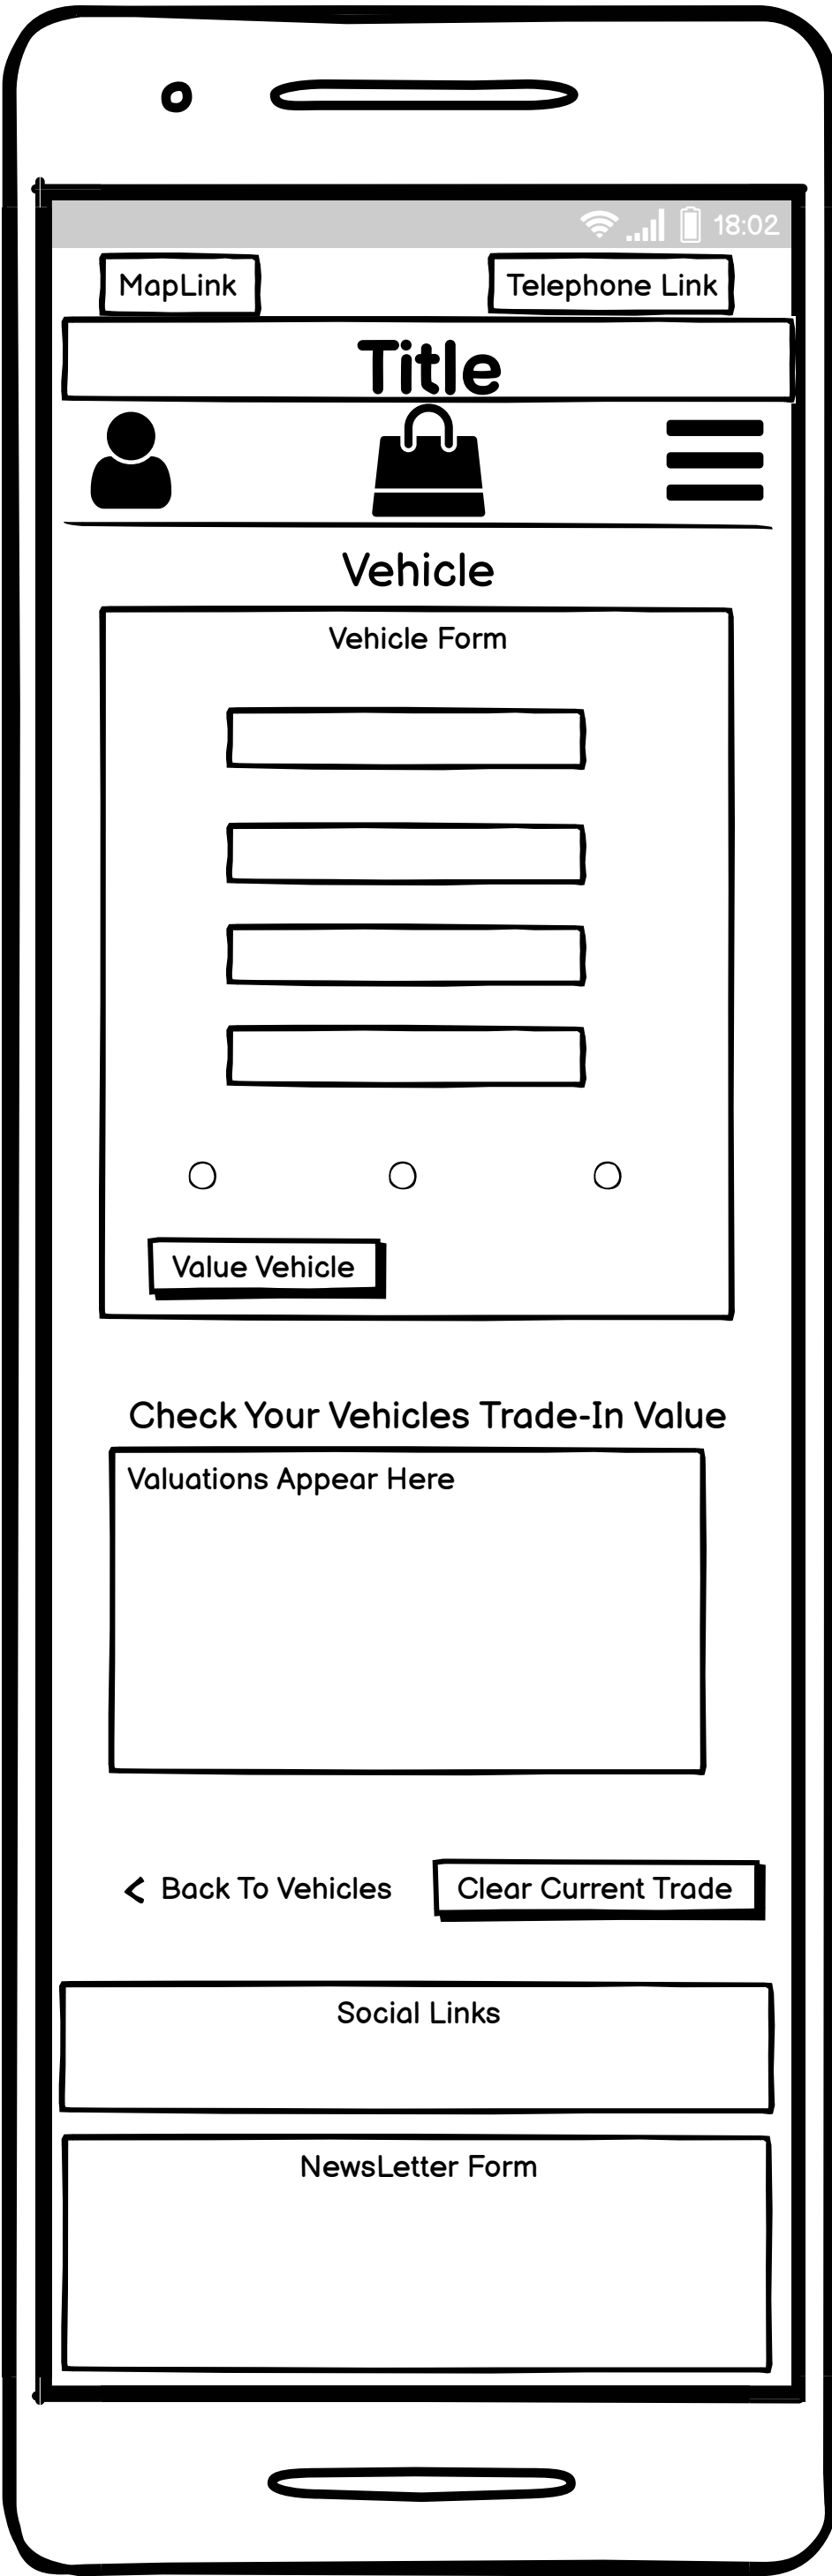 18:02
MapLink
Telephone Link
Title
Vehicle
Vehicle Form
Value Vehicle
Check Your Vehicles Trade-In Value
Valuations Appear Here
Back To Vehicles
Clear Current Trade
Social Links
NewsLetter Form